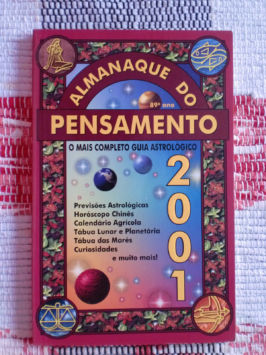 ALMANAQUE DO
89º ano
PENSAMENTO
O MAIS COMPLETO GUIA ASTROLÓGICO
2001
Previsões Astrológicas
Horóscopo Chinês
Calendário Agrícola
Tábua Lunar e Planetária
Tábua das Marés
Curiosidades
e muito mais!